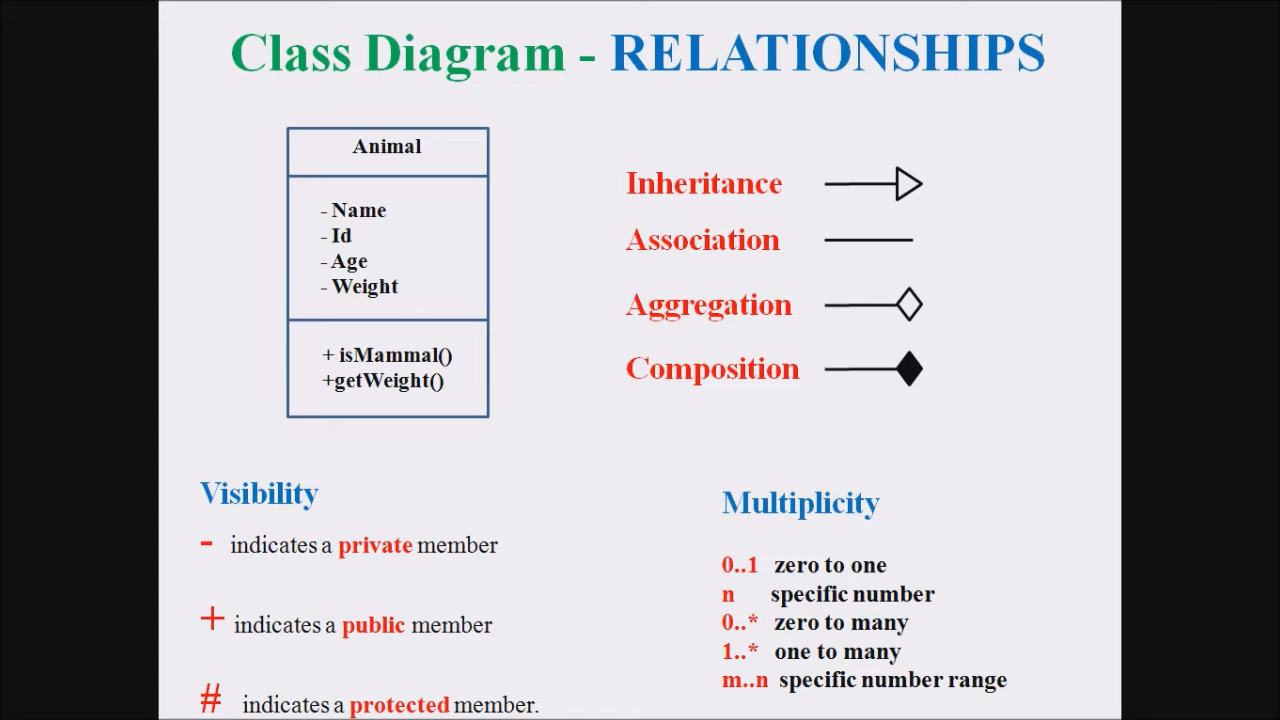 Class Diagram - RELATIONSHIPS
Animal
- Name
- Id
- Age
- Weight
+ isMammal()
+getWeight()
Inheritance
Association
Aggregation
Composition
Visibility
- indicates a private member
+ indicates a public member
# indicates a protected member.
Multiplicity
0..1 zero to one
n specific number
0..* zero to many
1..* one to many
m..n specific number range